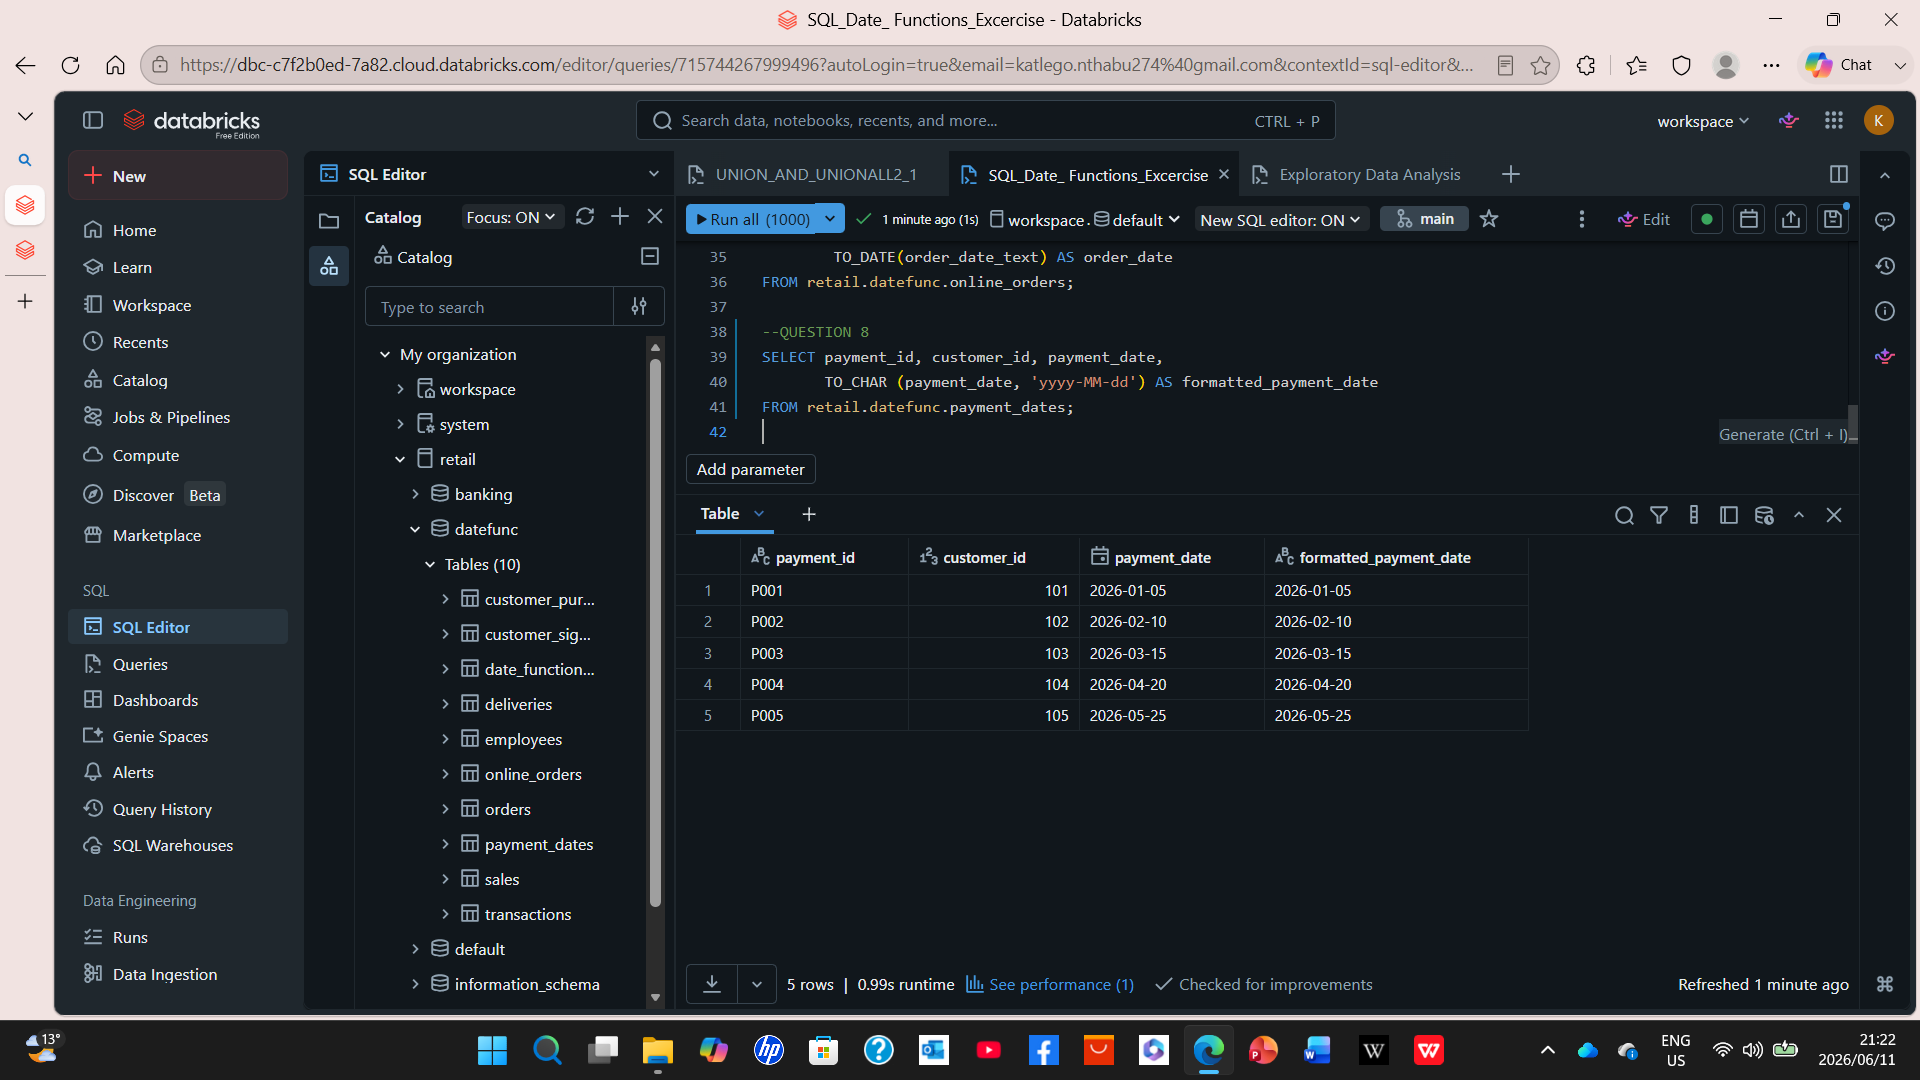 SQL_Date_ Functions_Excercise - Databricks
https://dbc-c7f2b0ed-7a82.cloud.databricks.com/editor/queries/715744267999496?autoLogin=true&email=katlego.nthabu274%40gmail.com&contextId=sql-editor&...
Chat
databricks
Free Edition
Search data, notebooks, recents, and more...
CTRL + P
workspace
K
New
Home
Learn
Workspace
Recents
Catalog
Jobs & Pipelines
Compute
Discover Beta
Marketplace
SQL
SQL Editor
Queries
Dashboards
Genie Spaces
Alerts
Query History
SQL Warehouses
Data Engineering
Runs
Data Ingestion
SQL Editor
Catalog
Focus: ON
Catalog
Type to search
My organization
workspace
system
retail
banking
datefunc
Tables (10)
customer_pur...
customer_sig...
date_function...
deliveries
employees
online_orders
orders
payment_dates
sales
transactions
default
information_schema
UNION_AND_UNIONALL2_1
SQL_Date_ Functions_Excercise
Exploratory Data Analysis
Run all (1000)
1 minute ago (1s)
workspace.default
New SQL editor: ON
main
Edit
35 TO_DATE(order_date_text) AS order_date
36 FROM retail.datefunc.online_orders;
37
38 --QUESTION 8
39 SELECT payment_id, customer_id, payment_date,
40 TO_CHAR (payment_date, 'yyyy-MM-dd') AS formatted_payment_date
41 FROM retail.datefunc.payment_dates;
42
Generate (Ctrl + I)
Add parameter
Table
payment_id customer_id payment_date formatted_payment_date
1 P001 101 2026-01-05 2026-01-05
2 P002 102 2026-02-10 2026-02-10
3 P003 103 2026-03-15 2026-03-15
4 P004 104 2026-04-20 2026-04-20
5 P005 105 2026-05-25 2026-05-25
5 rows | 0.99s runtime
See performance (1)
Checked for improvements
Refreshed 1 minute ago
13°
ENG
US
21:22
2026/06/11